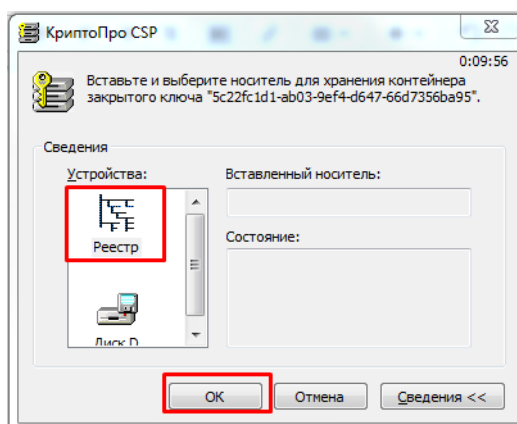 КриптоПро CSP
0:09:56
Вставьте и выберите носитель для хранения контейнера
закрытого ключа "5c22fc1d1-ab03-9ef4-d647-66d7356ba95".
Сведения
Устройства:
Вставленный носитель:
Реестр
Состояние:
Диск D
ОК
Отмена
Сведения <<